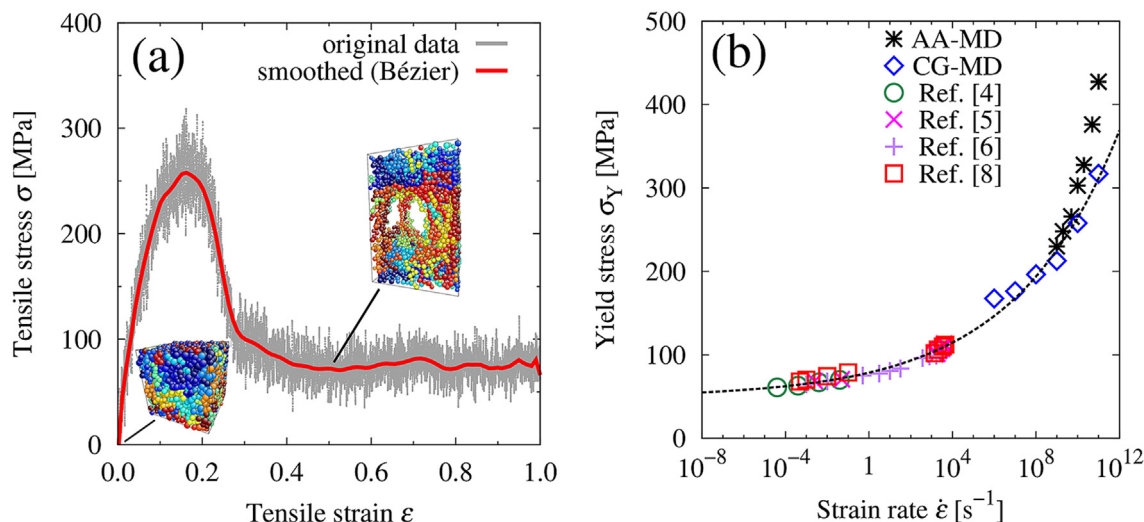 (a)
original data
smoothed (Bézier)
Tensile stress σ [MPa]
400
300
200
100
0
0.0 0.2 0.4 0.6 0.8 1.0
Tensile strain ε
(b)
AA-MD
CG-MD
Ref. [4]
Ref. [5]
Ref. [6]
Ref. [8]
Yield stress σY [MPa]
500
400
300
200
100
0
10⁻⁸ 10⁻⁴ 1 10⁴ 10⁸ 10¹²
Strain rate ε̇ [s⁻¹]